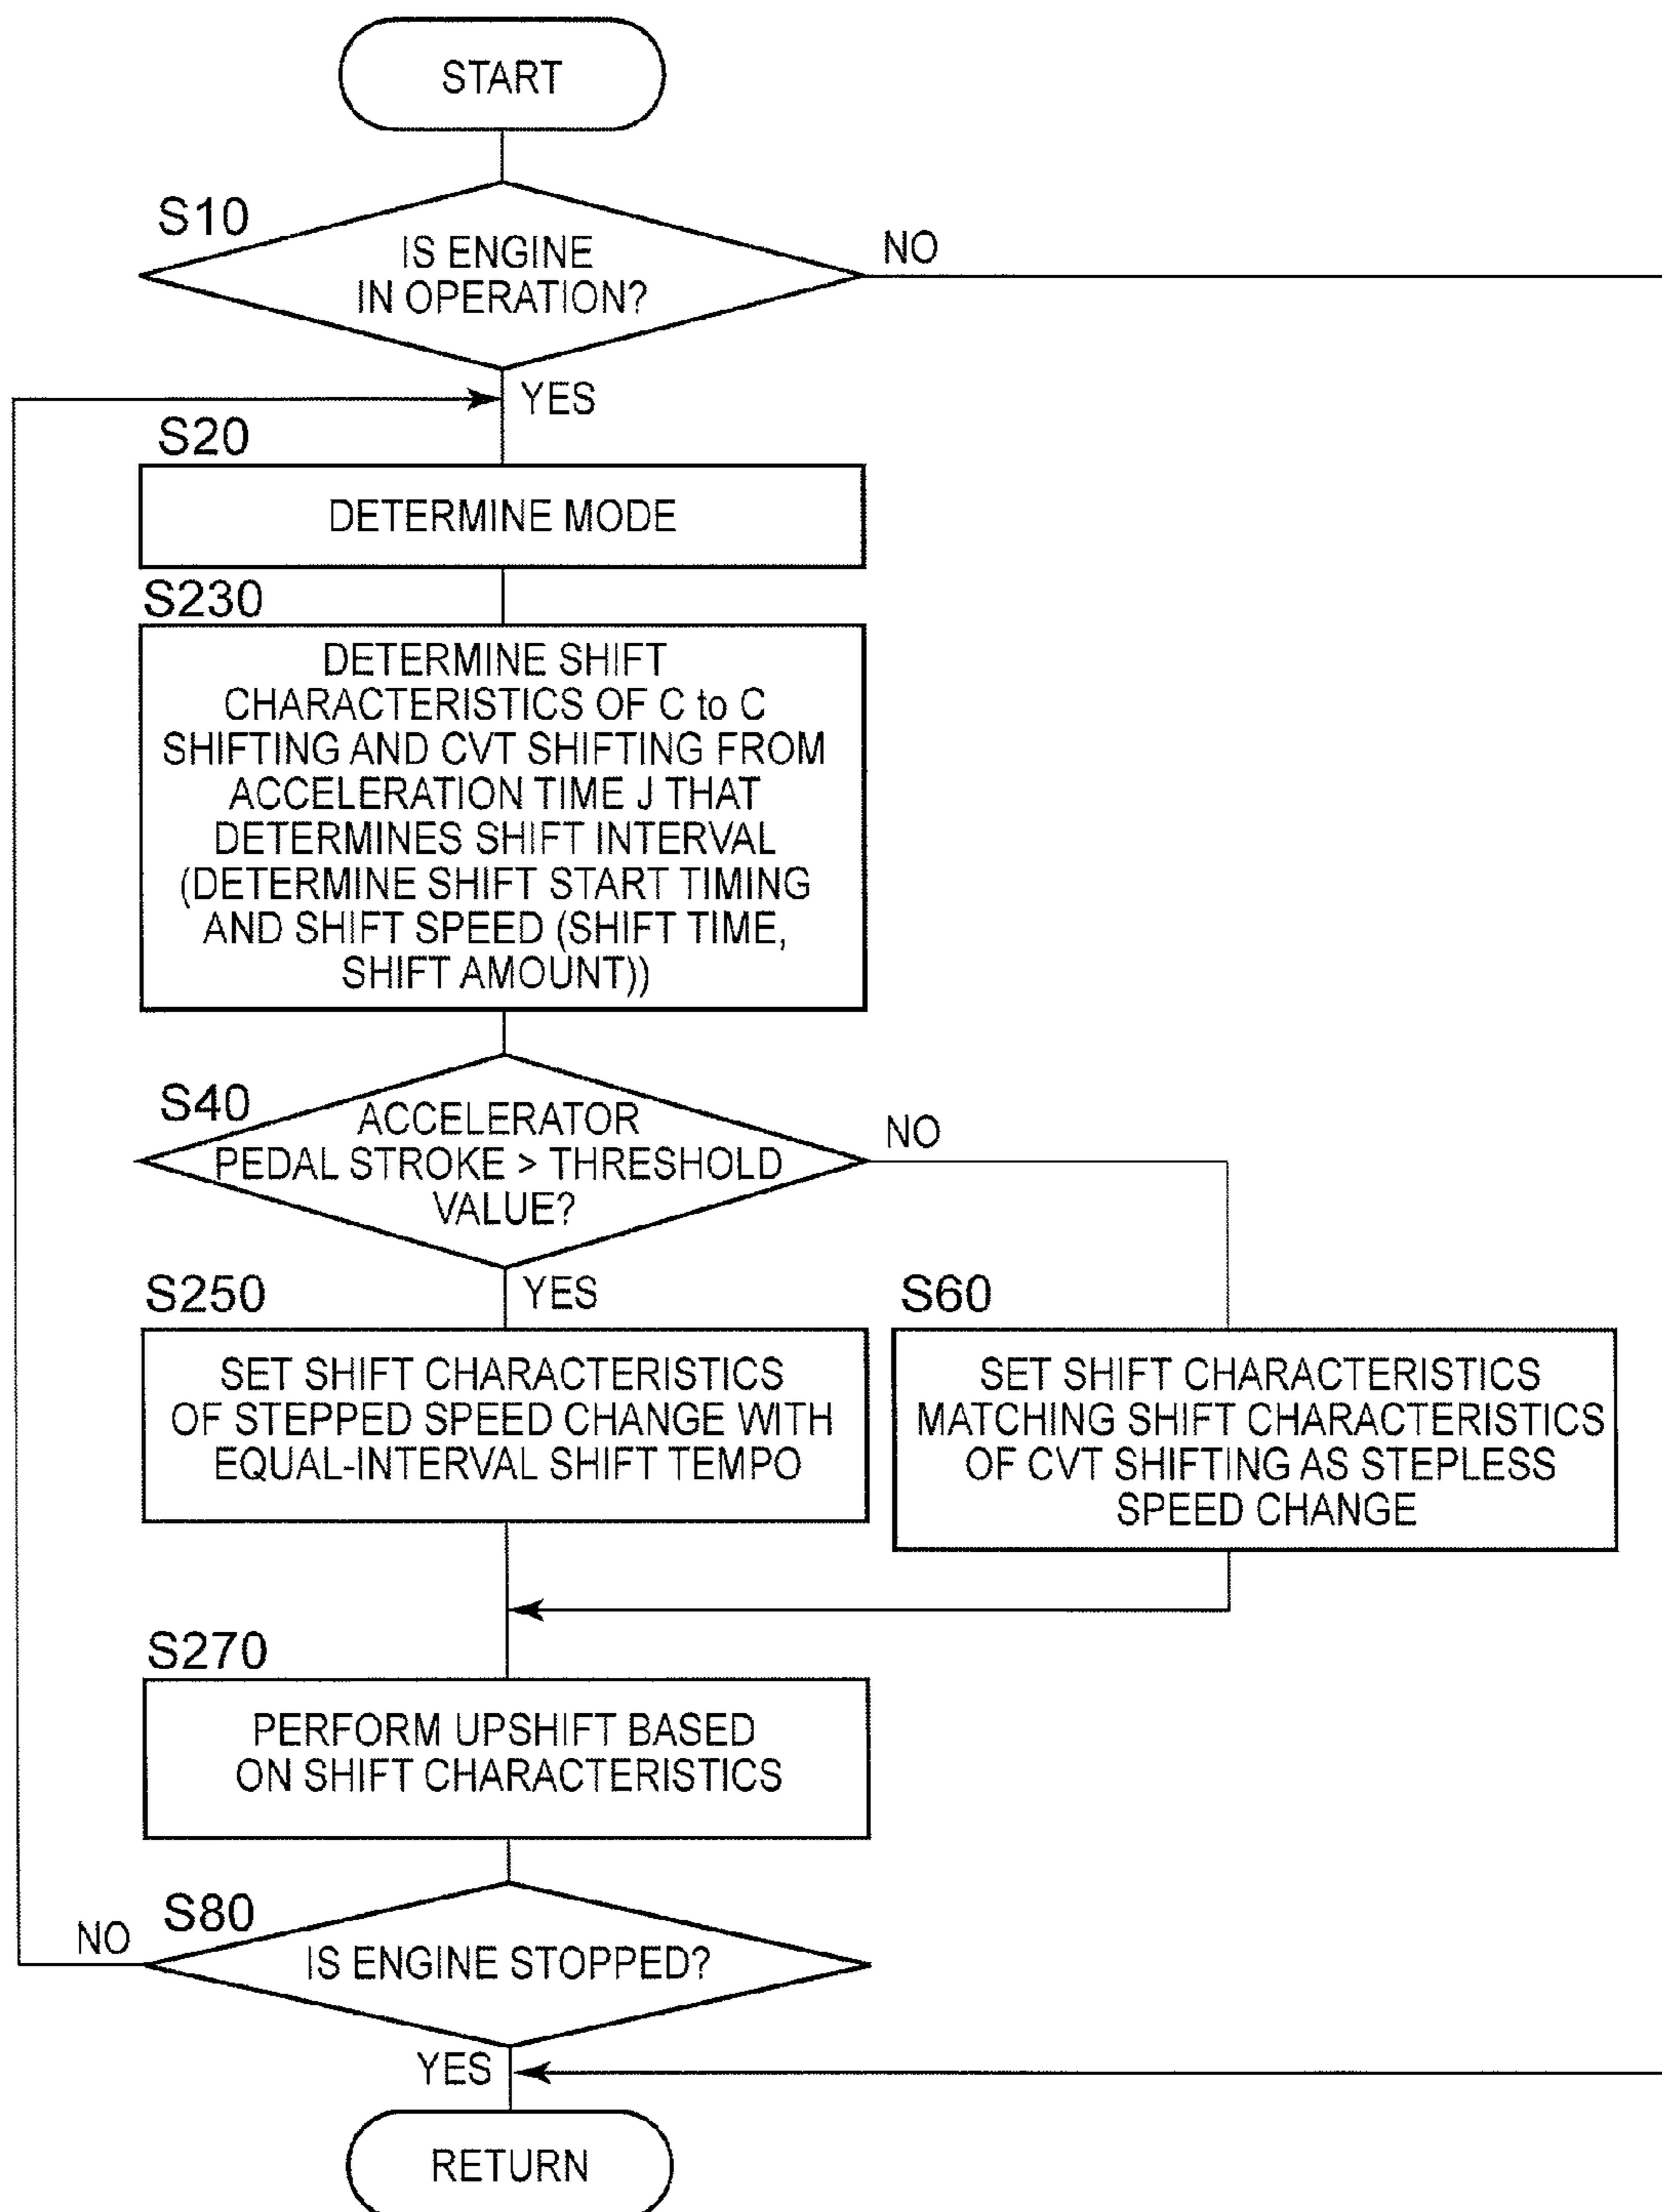 START
S10
IS ENGINE
IN OPERATION?
NO
YES
S20
DETERMINE MODE
S230
DETERMINE SHIFT
CHARACTERISTICS OF C to C
SHIFTING AND CVT SHIFTING FROM
ACCELERATION TIME J THAT
DETERMINES SHIFT INTERVAL
(DETERMINE SHIFT START TIMING
AND SHIFT SPEED (SHIFT TIME,
SHIFT AMOUNT))
S40
ACCELERATOR
PEDAL STROKE > THRESHOLD
VALUE?
NO
YES
S250
SET SHIFT CHARACTERISTICS
OF STEPPED SPEED CHANGE WITH
EQUAL-INTERVAL SHIFT TEMPO
S60
SET SHIFT CHARACTERISTICS
MATCHING SHIFT CHARACTERISTICS
OF CVT SHIFTING AS STEPLESS
SPEED CHANGE
S270
PERFORM UPSHIFT BASED
ON SHIFT CHARACTERISTICS
S80
NO
IS ENGINE STOPPED?
YES
RETURN